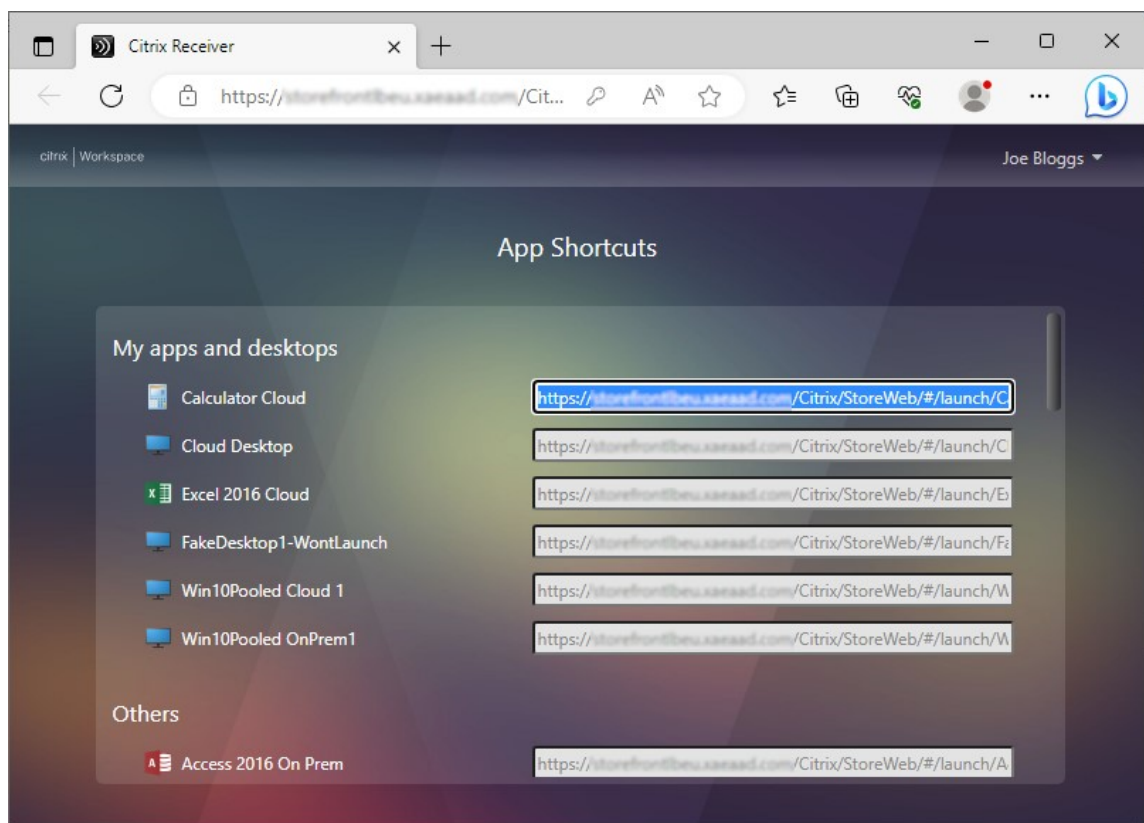 Citrix Receiver
https:// /Cit...
citrix | Workspace
Joe Bloggs
App Shortcuts
My apps and desktops
Calculator Cloud https:// /Citrix/StoreWeb/#/launch/C
Cloud Desktop https:// /Citrix/StoreWeb/#/launch/C
Excel 2016 Cloud https:// /Citrix/StoreWeb/#/launch/E
FakeDesktop1-WontLaunch https:// /Citrix/StoreWeb/#/launch/Fa
Win10Pooled Cloud 1 https:// /Citrix/StoreWeb/#/launch/W
Win10Pooled OnPrem1 https:// /Citrix/StoreWeb/#/launch/W
Others
Access 2016 On Prem https:// /Citrix/StoreWeb/#/launch/A